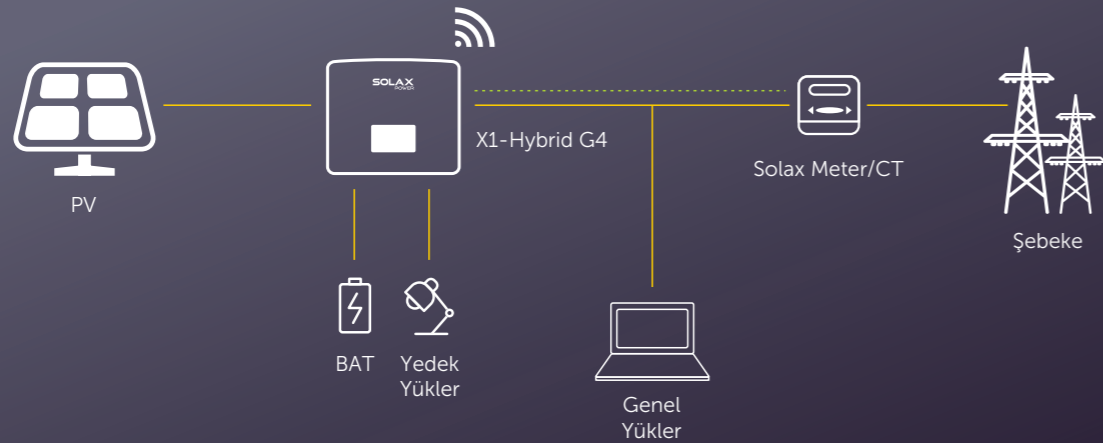 SOLAX
POWER
X1-Hybrid G4
Solax Meter/CT
PV
Şebeke
BAT
Yedek
Yükler
Genel
Yükler